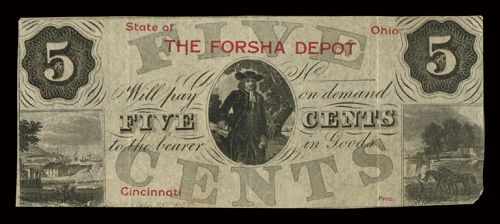 State of Ohio
FIVE
5 THE FORSHA DEPOT 5
No
Will pay on demand
FIVE CENTS
to the bearer in Goods
CENTS
Cincinnati Pro.